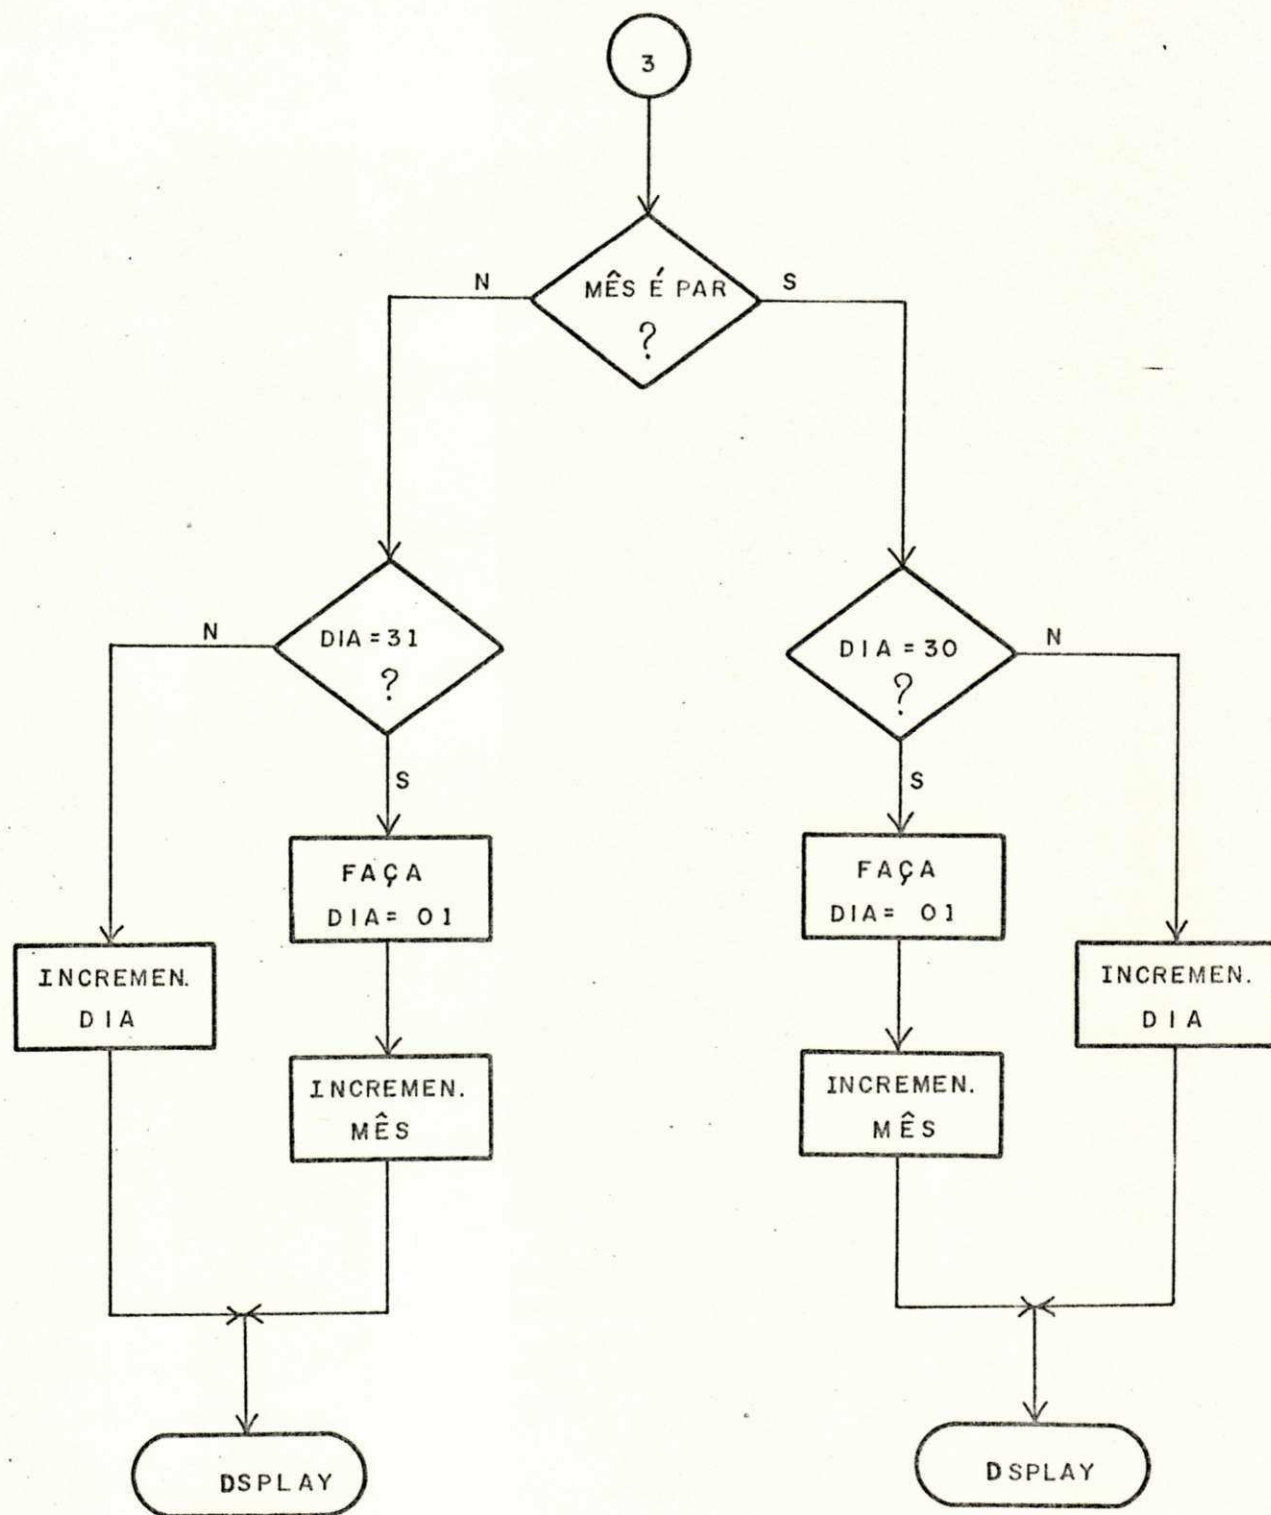 3
MÊS É PAR
?
N
S
DIA = 31
?
N
S
DIA = 30
?
N
S
FAÇA
DIA = 01
FAÇA
DIA = 01
INCREMEN.
DIA
INCREMEN.
DIA
INCREMEN.
MÊS
INCREMEN.
MÊS
DSPLAY
DSPLAY